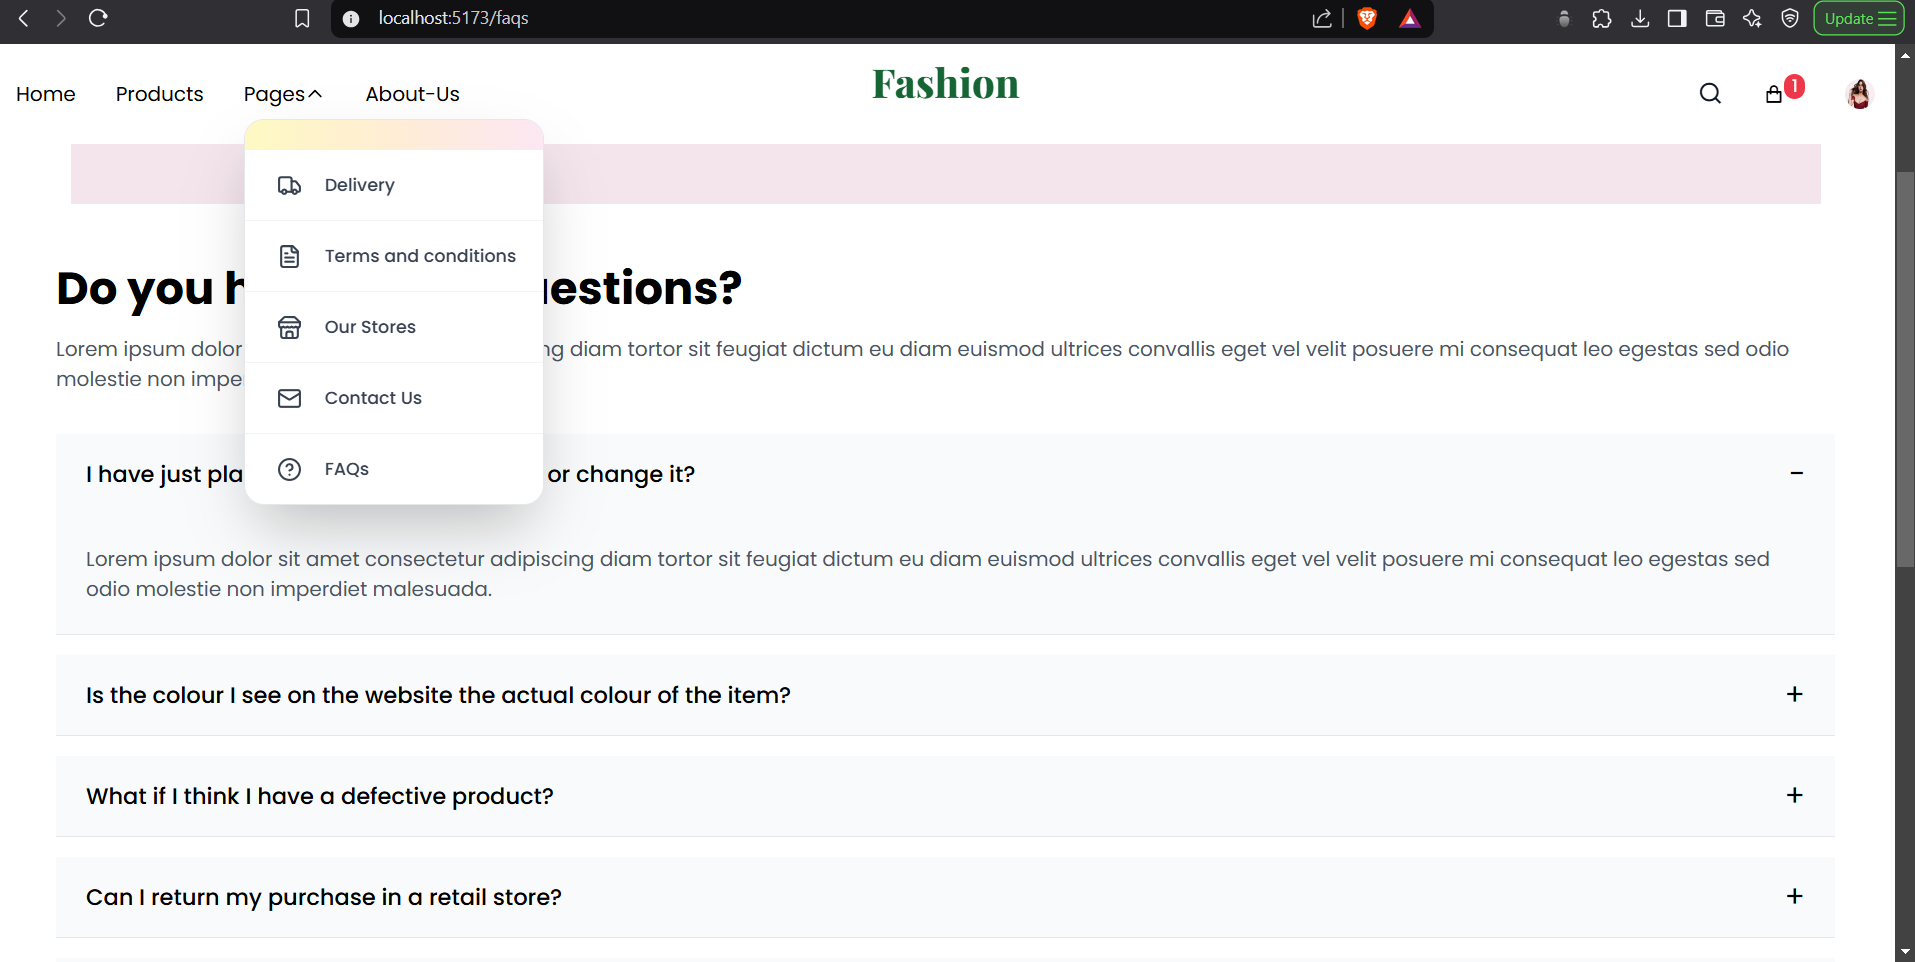 localhost:5173/faqs
Update
Home Products Pages About-Us Fashion 1
Delivery
Terms and conditions
Our Stores
Contact Us
FAQs
Do you h estions?
Lorem ipsum dolor ng diam tortor sit feugiat dictum eu diam euismod ultrices convallis eget vel velit posuere mi consequat leo egestas sed odio
molestie non impe
I have just pla or change it?
Lorem ipsum dolor sit amet consectetur adipiscing diam tortor sit feugiat dictum eu diam euismod ultrices convallis eget vel velit posuere mi consequat leo egestas sed
odio molestie non imperdiet malesuada.
Is the colour I see on the website the actual colour of the item?
What if I think I have a defective product?
Can I return my purchase in a retail store?